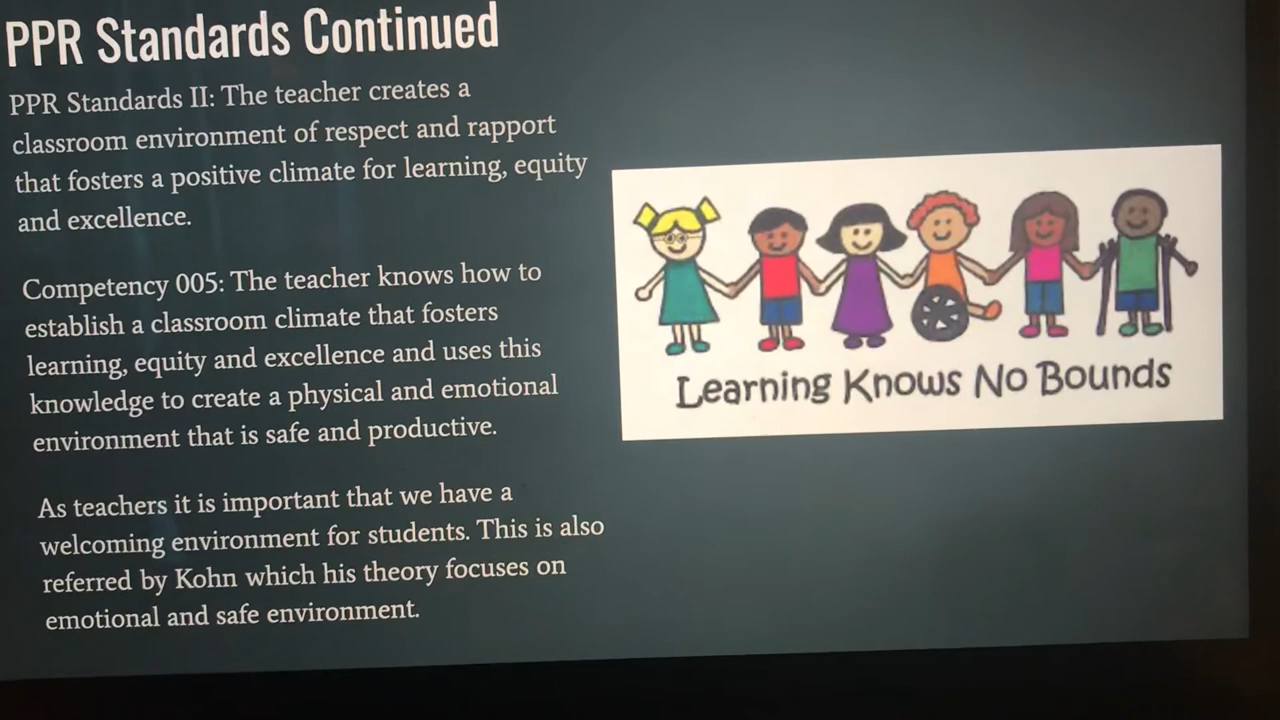 PPR Standards Continued
PPR Standards II: The teacher creates a
classroom environment of respect and rapport
that fosters a positive climate for learning, equity
and excellence.
Competency 005: The teacher knows how to
establish a classroom climate that fosters
learning, equity and excellence and uses this
knowledge to create a physical and emotional
environment that is safe and productive.
As teachers it is important that we have a
welcoming environment for students. This is also
referred by Kohn which his theory focuses on
emotional and safe environment.
Learning Knows No Bounds